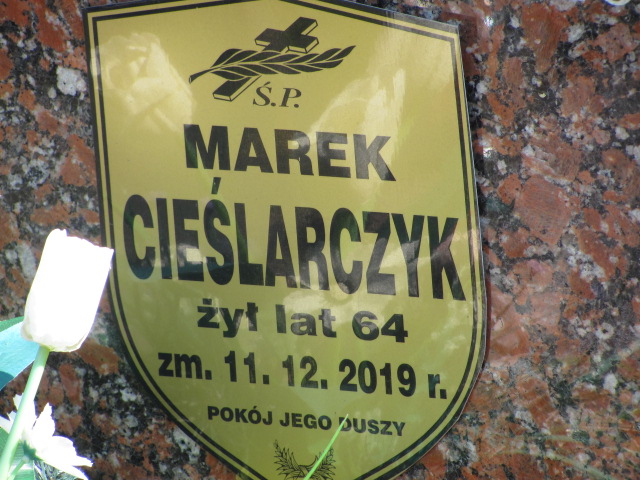 Ś.P.
MAREK
CIEŚLARCZYK
żył lat 64
zm. 11. 12. 2019 r.
POKÓJ JEGO DUSZY